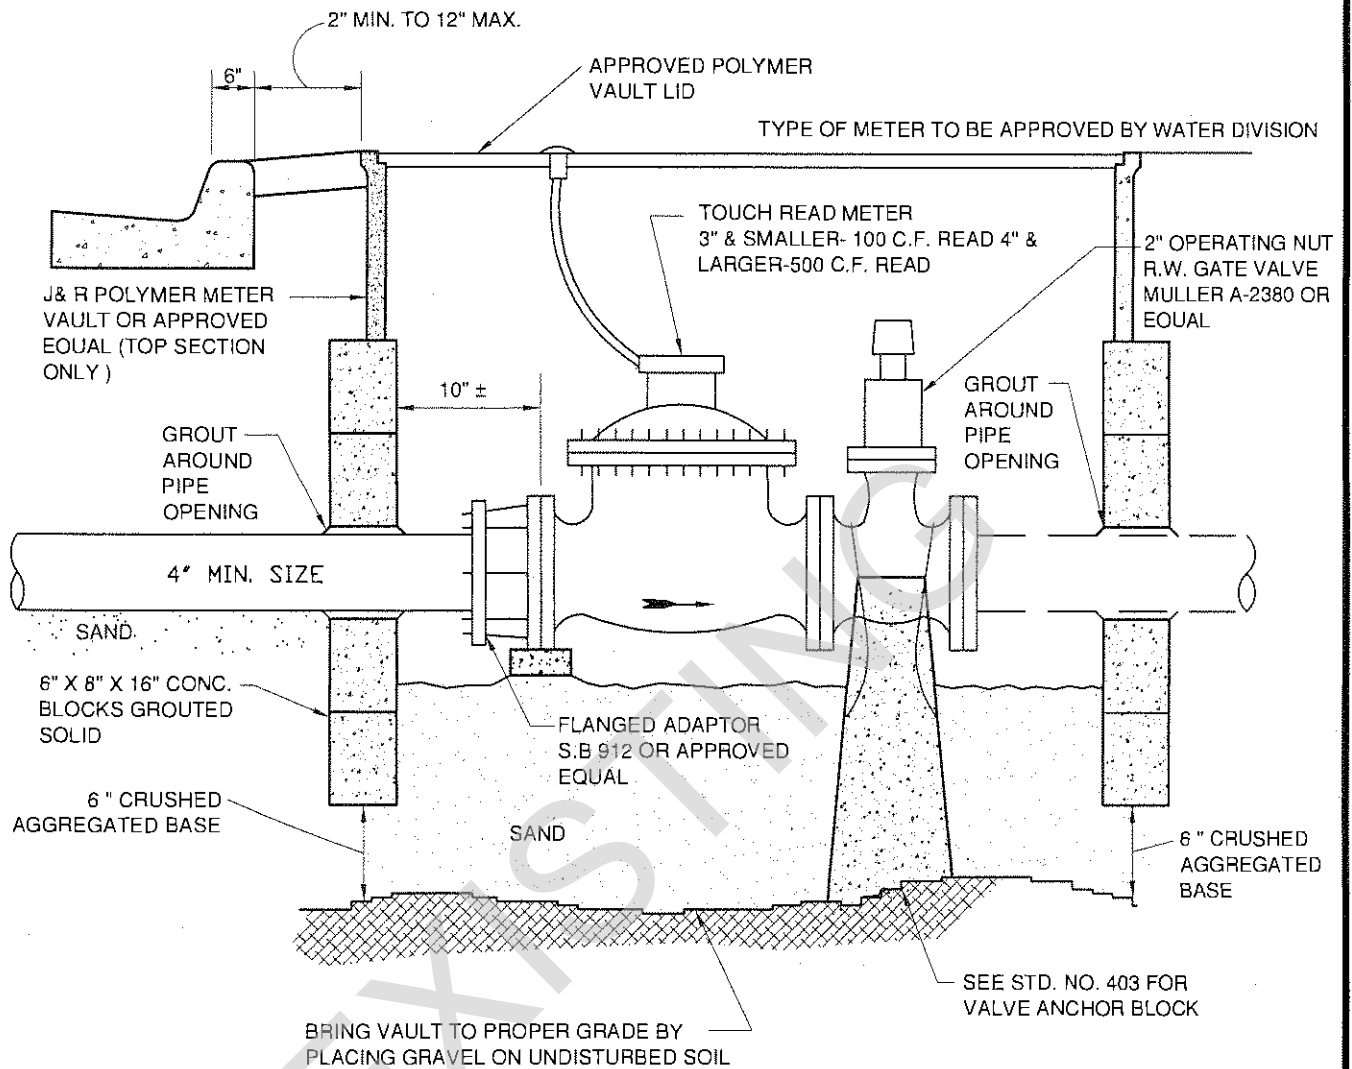 2" MIN. TO 12" MAX.
6"
APPROVED POLYMER
VAULT LID
TYPE OF METER TO BE APPROVED BY WATER DIVISION
TOUCH READ METER
3" & SMALLER- 100 C.F. READ 4" &
LARGER-500 C.F. READ
2" OPERATING NUT
R.W. GATE VALVE
MULLER A-2380 OR
EQUAL
J& R POLYMER METER
VAULT OR APPROVED
EQUAL (TOP SECTION
ONLY )
10" ±
GROUT
AROUND
PIPE
OPENING
GROUT
AROUND
PIPE
OPENING
4" MIN. SIZE
SAND
6" X 8" X 16" CONC.
BLOCKS GROUTED
SOLID
FLANGED ADAPTOR
S.B 912 OR APPROVED
EQUAL
6 " CRUSHED
AGGREGATED BASE
SAND
6 " CRUSHED
AGGREGATED
BASE
SEE STD. NO. 403 FOR
VALVE ANCHOR BLOCK
BRING VAULT TO PROPER GRADE BY
PLACING GRAVEL ON UNDISTURBED SOIL
EXISTING